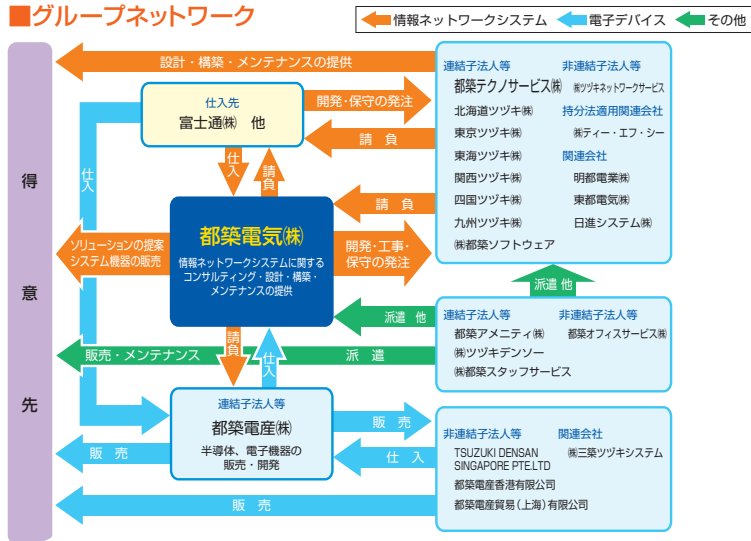 ■グループネットワーク
情報ネットワークシステム
電子デバイス
その他
得意先
設計・構築・メンテナンスの提供
仕入先
富士通㈱　他
開発・保守の発注
請　負
仕入
請負
仕入
請　負
都築電気㈱
情報ネットワークシステムに関する
コンサルティング・設計・構築・
メンテナンスの提供
ソリューションの提案
システム機器の販売
開発・工事・
保守の発注
連結子法人等
都築テクノサービス㈱
北海道ツヅキ㈱
東京ツヅキ㈱
東海ツヅキ㈱
関西ツヅキ㈱
四国ツヅキ㈱
九州ツヅキ㈱
㈱都築ソフトウェア
非連結子法人等
㈱ツヅキネットワークサービス
持分法適用関連会社
㈱ティー・エフ・シー
関連会社
明都電業㈱
東都電気㈱
日進システム㈱
派遣 他
派遣 他
連結子法人等
都築アメニティ㈱
㈱ツヅキデンソー
㈱都築スタッフサービス
非連結子法人等
都築オフィスサービス㈱
請負
仕入
販売・メンテナンス
派　遣
連結子法人等
都築電産㈱
半導体、電子機器の
販売・開発
販　売
販　売
仕　入
販　売
非連結子法人等
TSUZUKI DENSAN
SINGAPORE PTE.LTD
都築電産香港有限公司
都築電産貿易(上海)有限公司
関連会社
㈱三築ツヅキシステム